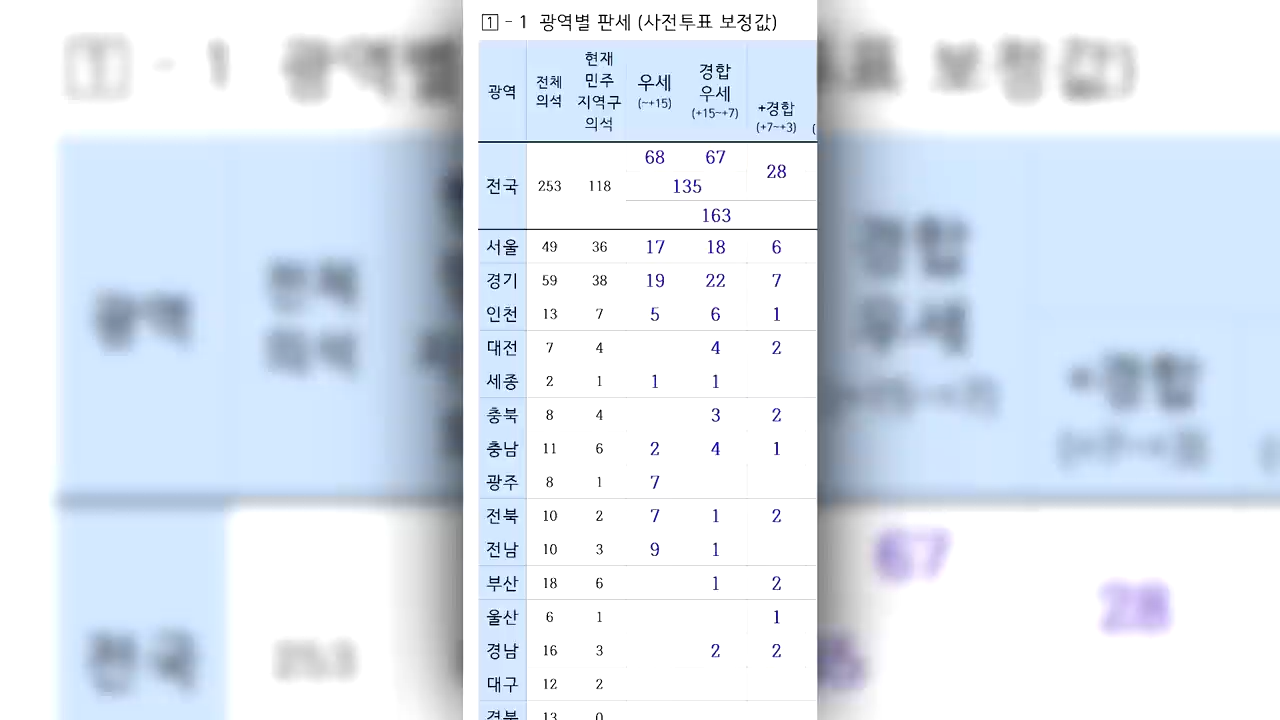 1 - 1 광역별 판세 (사전투표 보정값)
광역 전체 의석 현재 민주 지역구 의석 우세 (~+15) 경합 우세 (+15~+7) +경합 (+7~+3)
전국 253 118 68 67 28
135
163
서울 49 36 17 18 6
경기 59 38 19 22 7
인천 13 7 5 6 1
대전 7 4 4 2
세종 2 1 1 1
충북 8 4 3 2
충남 11 6 2 4 1
광주 8 1 7
전북 10 2 7 1 2
전남 10 3 9 1
부산 18 6 1 2
울산 6 1 1
경남 16 3 2 2
대구 12 2
경북 13 0